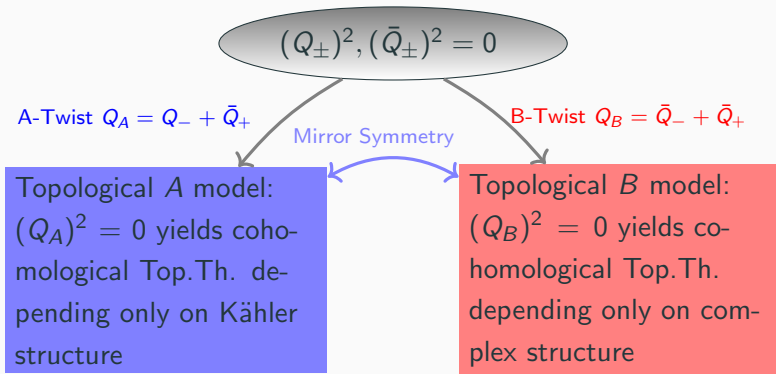 (Q±)², (Q̄±)² = 0
A-Twist Q_A = Q₋ + Q̄₊
B-Twist Q_B = Q̄₋ + Q̄₊
Mirror Symmetry
Topological A model:
(Q_A)² = 0 yields coho-
mological Top.Th. de-
pending only on Kähler
structure
Topological B model:
(Q_B)² = 0 yields co-
homological Top.Th.
depending only on com-
plex structure